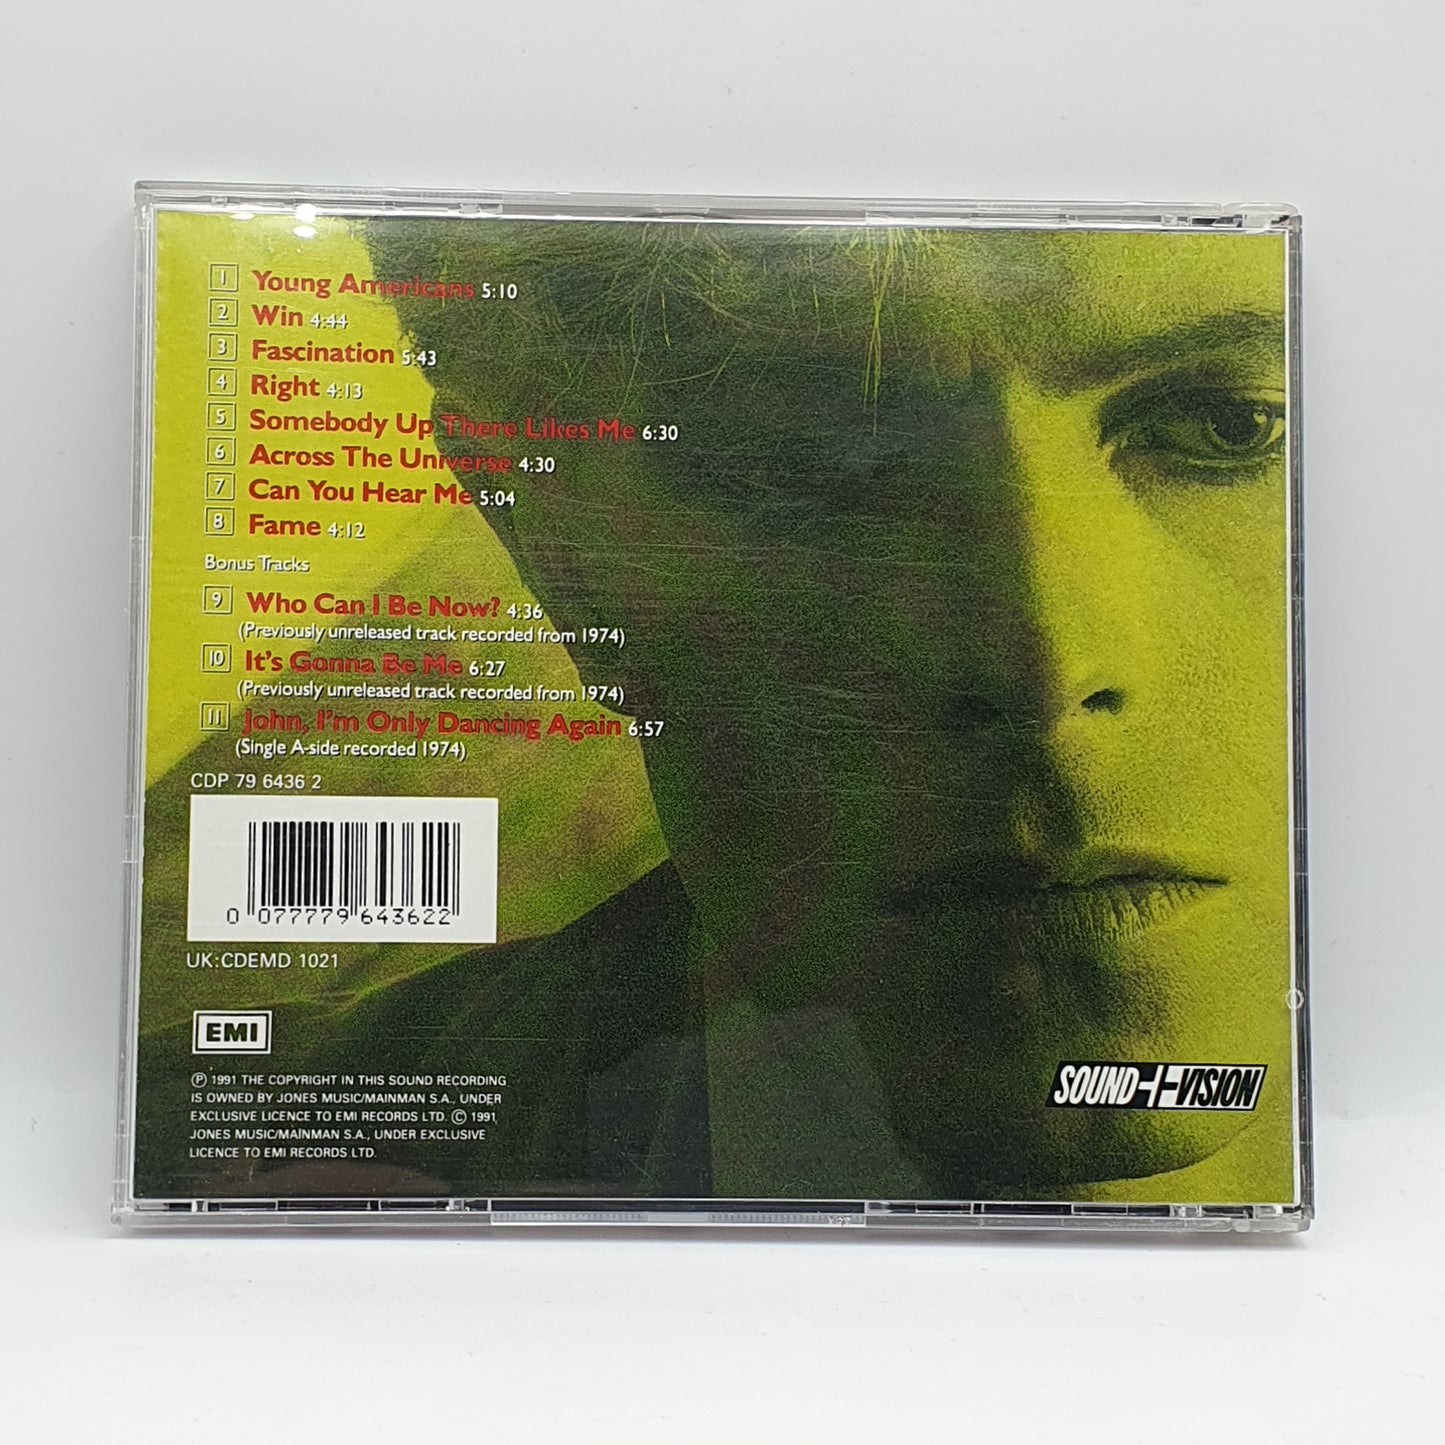 1 Young Americans 5:10
2 Win 4:44
3 Fascination 5:43
4 Right 4:13
5 Somebody Up There Likes Me 6:30
6 Across The Universe 4:30
7 Can You Hear Me 5:04
8 Fame 4:12
Bonus Tracks
9 Who Can I Be Now? 4:36
(Previously unreleased track recorded from 1974)
10 It's Gonna Be Me 6:27
(Previously unreleased track recorded from 1974)
11 John, I'm Only Dancing Again 6:57
(Single A-side recorded 1974)
CDP 79 6436 2
0 077779 643622
UK:CDEMD 1021
EMI
℗ 1991 THE COPYRIGHT IN THIS SOUND RECORDING
IS OWNED BY JONES MUSIC/MAINMAN S.A., UNDER
EXCLUSIVE LICENCE TO EMI RECORDS LTD. © 1991,
JONES MUSIC/MAINMAN S.A., UNDER EXCLUSIVE
LICENCE TO EMI RECORDS LTD.
SOUND+VISION